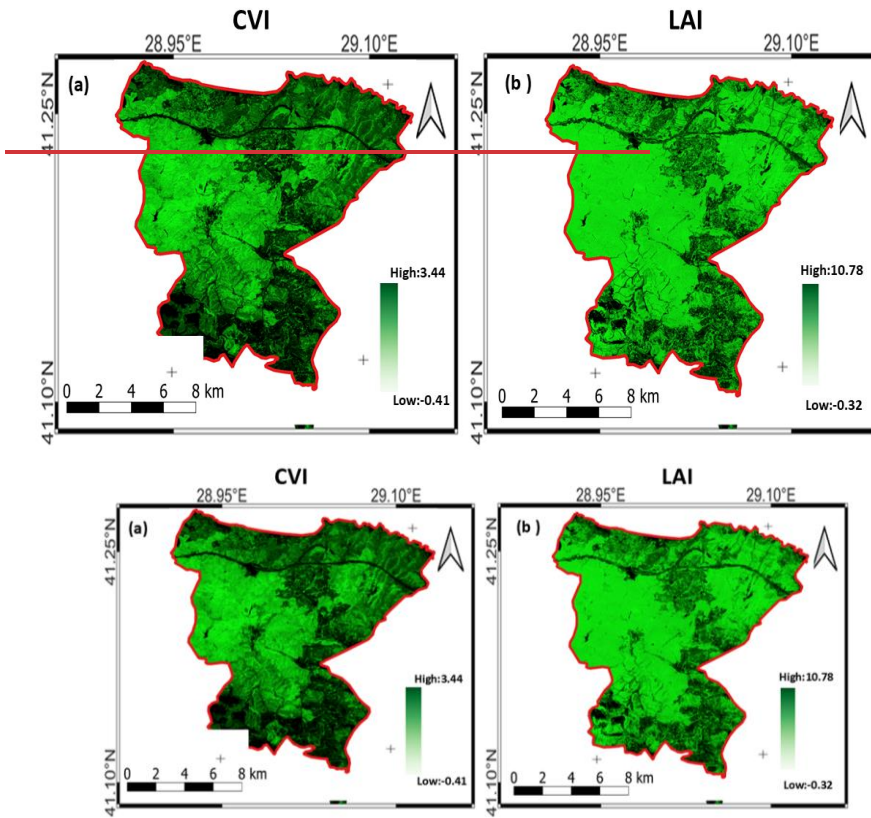 CVI
LAI
28.95°E 29.10°E
28.95°E 29.10°E
(a)
(b )
41.25°N
41.25°N
High:3.44
High:10.78
Low:-0.41
Low:-0.32
0 2 4 6 8 km
0 2 4 6 8 km
41.10°N
41.10°N
CVI
LAI
28.95°E 29.10°E
28.95°E 29.10°E
(a)
(b )
41.25°N
41.25°N
High:3.44
High:10.78
Low:-0.41
Low:-0.32
0 2 4 6 8 km
0 2 4 6 8 km
41.10°N
41.10°N